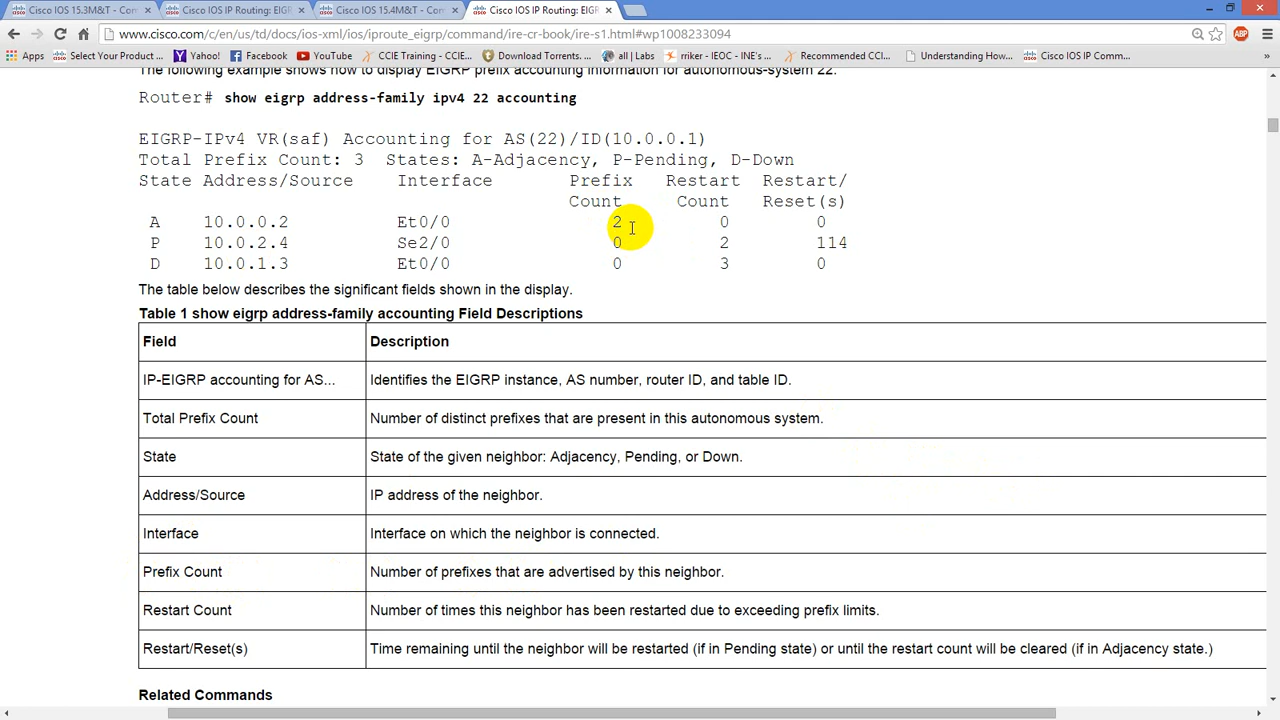 Cisco IOS 15.3M&T - Com
Cisco IOS IP Routing: EIGR
Cisco IOS 15.4M&T - Com
Cisco IOS IP Routing: EIGR
www.cisco.com/c/en/us/td/docs/ios-xml/ios/iproute_eigrp/command/ire-cr-book/ire-s1.html#wp1008233094
ABP
Apps
Select Your Product...
Yahoo!
Facebook
YouTube
CCIE Training - CCIE...
Download Torrents...
all | Labs
rriker - IEOC - INE's ...
Recommended CCI...
Understanding How...
Cisco IOS IP Comm...
»
The following example shows how to display EIGRP prefix accounting information for autonomous-system 22:
Router# show eigrp address-family ipv4 22 accounting
EIGRP-IPv4 VR(saf) Accounting for AS(22)/ID(10.0.0.1)
Total Prefix Count: 3 States: A-Adjacency, P-Pending, D-Down
State Address/Source Interface Prefix Restart Restart/
Count Count Reset(s)
A 10.0.0.2 Et0/0 2 0 0
P 10.0.2.4 Se2/0 0 2 114
D 10.0.1.3 Et0/0 0 3 0
The table below describes the significant fields shown in the display.
Table 1 show eigrp address-family accounting Field Descriptions
Field Description
IP-EIGRP accounting for AS... Identifies the EIGRP instance, AS number, router ID, and table ID.
Total Prefix Count Number of distinct prefixes that are present in this autonomous system.
State State of the given neighbor: Adjacency, Pending, or Down.
Address/Source IP address of the neighbor.
Interface Interface on which the neighbor is connected.
Prefix Count Number of prefixes that are advertised by this neighbor.
Restart Count Number of times this neighbor has been restarted due to exceeding prefix limits.
Restart/Reset(s) Time remaining until the neighbor will be restarted (if in Pending state) or until the restart count will be cleared (if in Adjacency state.)
Related Commands